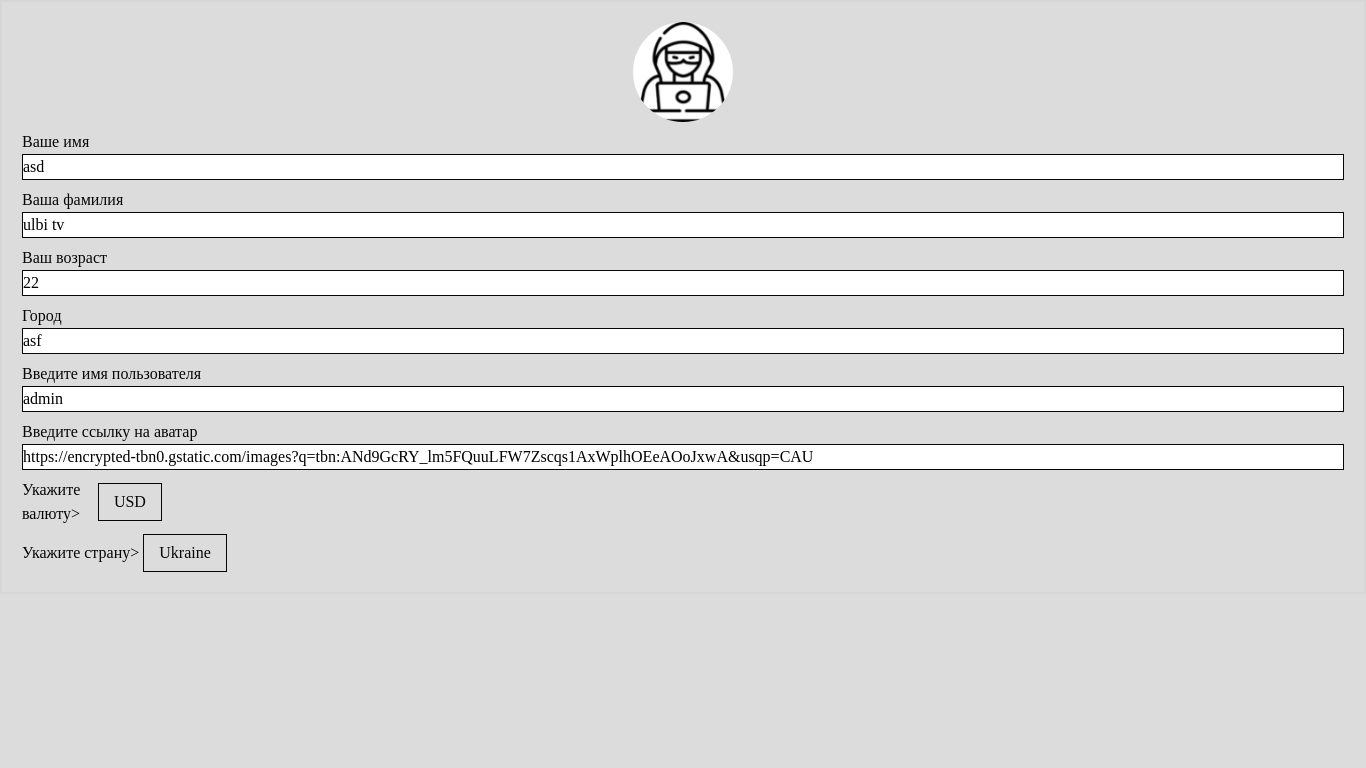 Ваше имя
asd
Ваша фамилия
ulbi tv
Ваш возраст
22
Город
asf
Введите имя пользователя
admin
Введите ссылку на аватар
https://encrypted-tbn0.gstatic.com/images?q=tbn:ANd9GcRY_lm5FQuuLFW7Zscqs1AxWplhOEeAOoJxwA&usqp=CAU
Укажите
валюту>
USD
Укажите страну> Ukraine